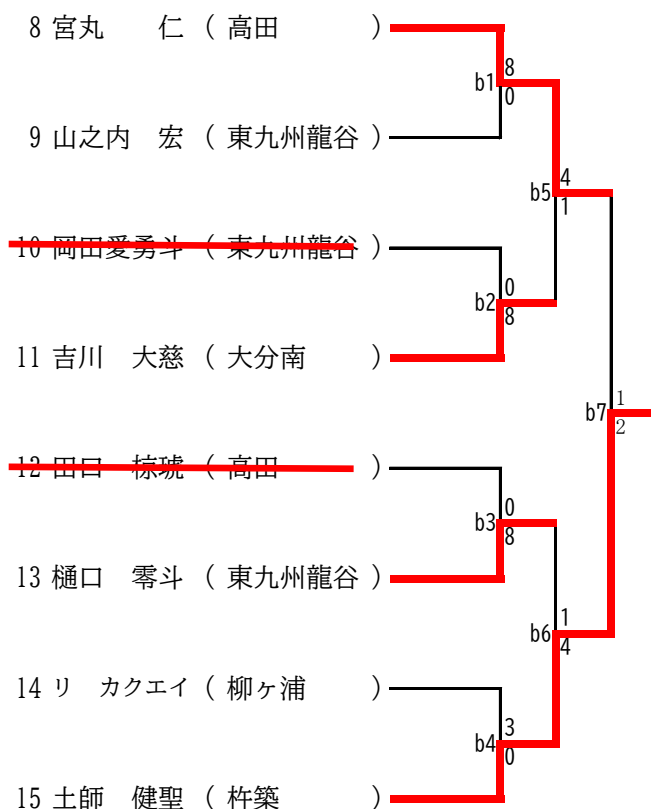 8 宮丸　　仁 （ 高田　　　　）
8
b1
0
9 山之内　宏 （ 東九州龍谷 ）
4
b5
1
10 岡田愛勇斗 （ 東九州龍谷 ）
0
b2
8
11 吉川　大慈 （ 大分南　　　）
1
b7
2
12 田口　椋琥 （ 高田　　　　）
0
b3
8
13 樋口　零斗 （ 東九州龍谷 ）
1
b6
4
14 リ　カクエイ （ 柳ヶ浦　　　）
3
b4
0
15 土師　健聖 （ 杵築　　　　）